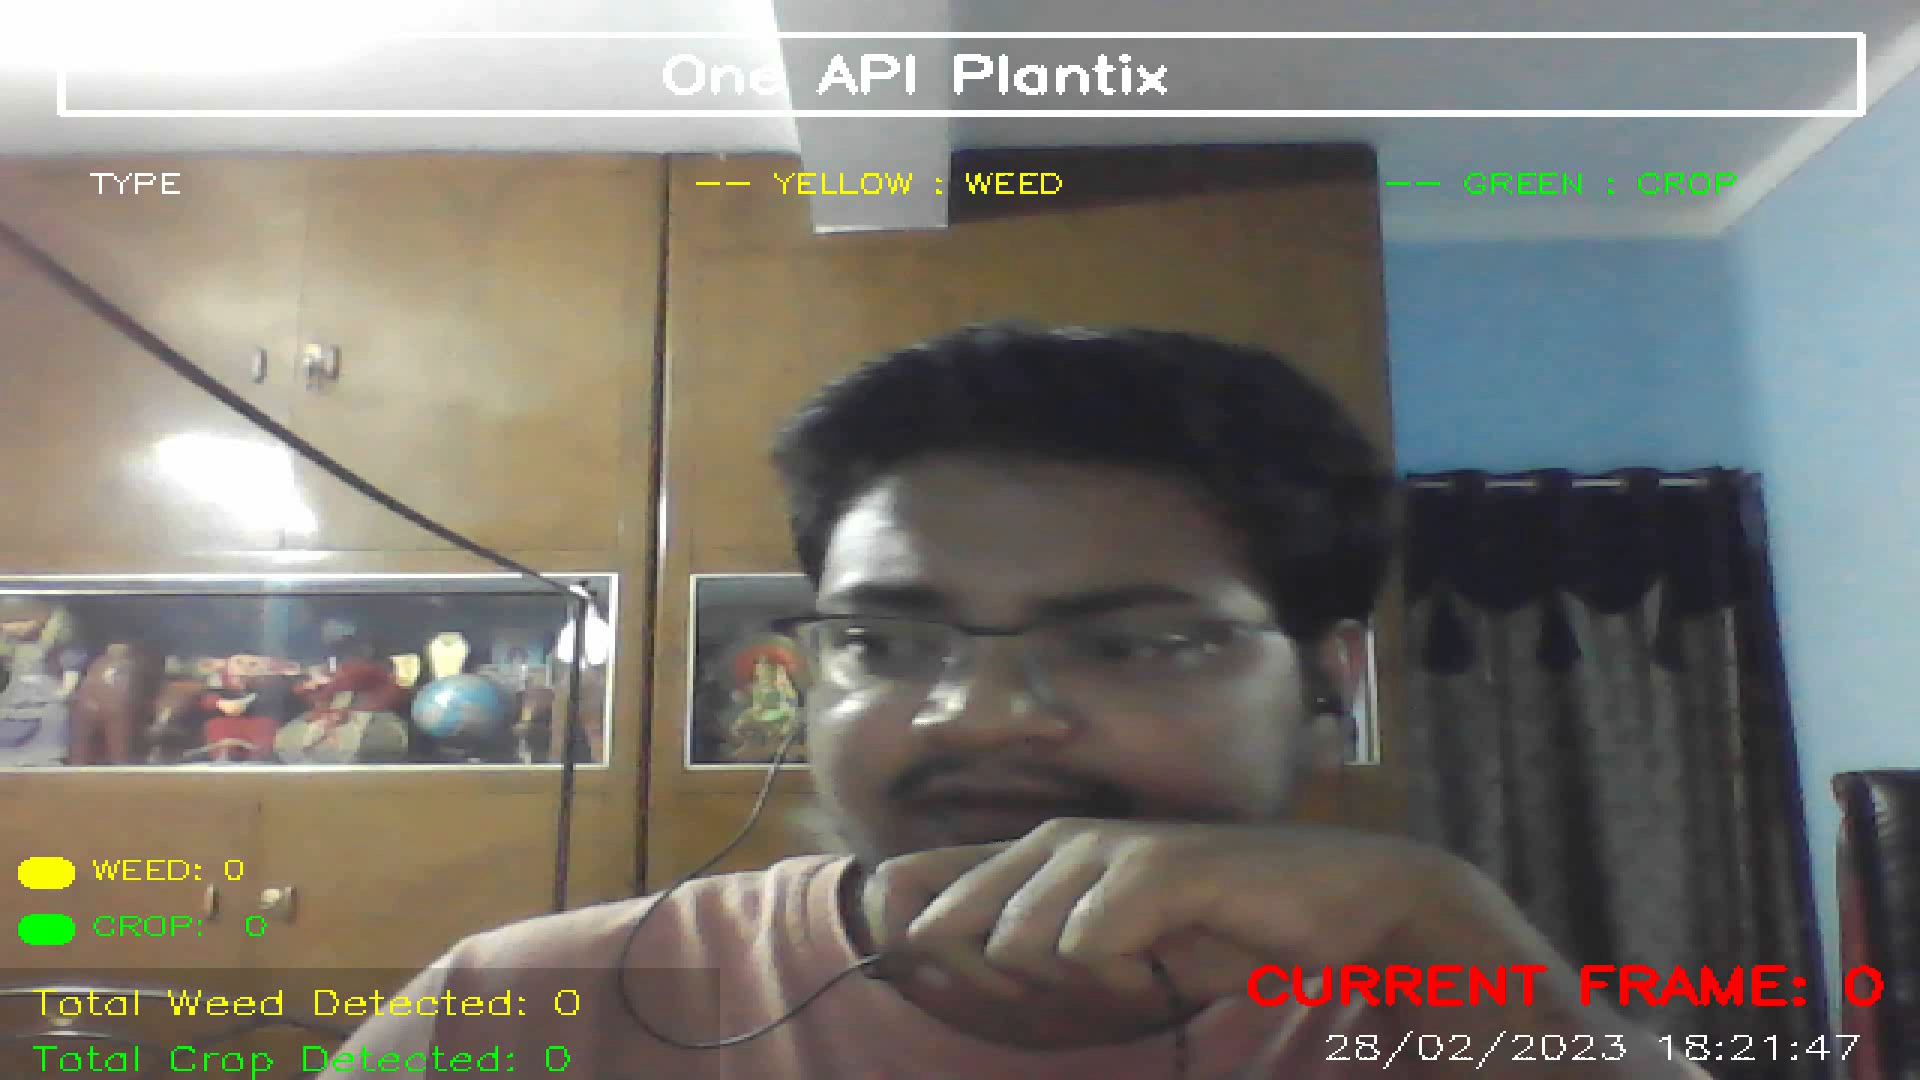 One API Plantix
TYPE -- YELLOW : WEED -- GREEN : CROP
WEED: 0
CROP: 0
Total Weed Detected: 0
Total Crop Detected: 0
CURRENT FRAME: 0
28/02/2023 18:21:47